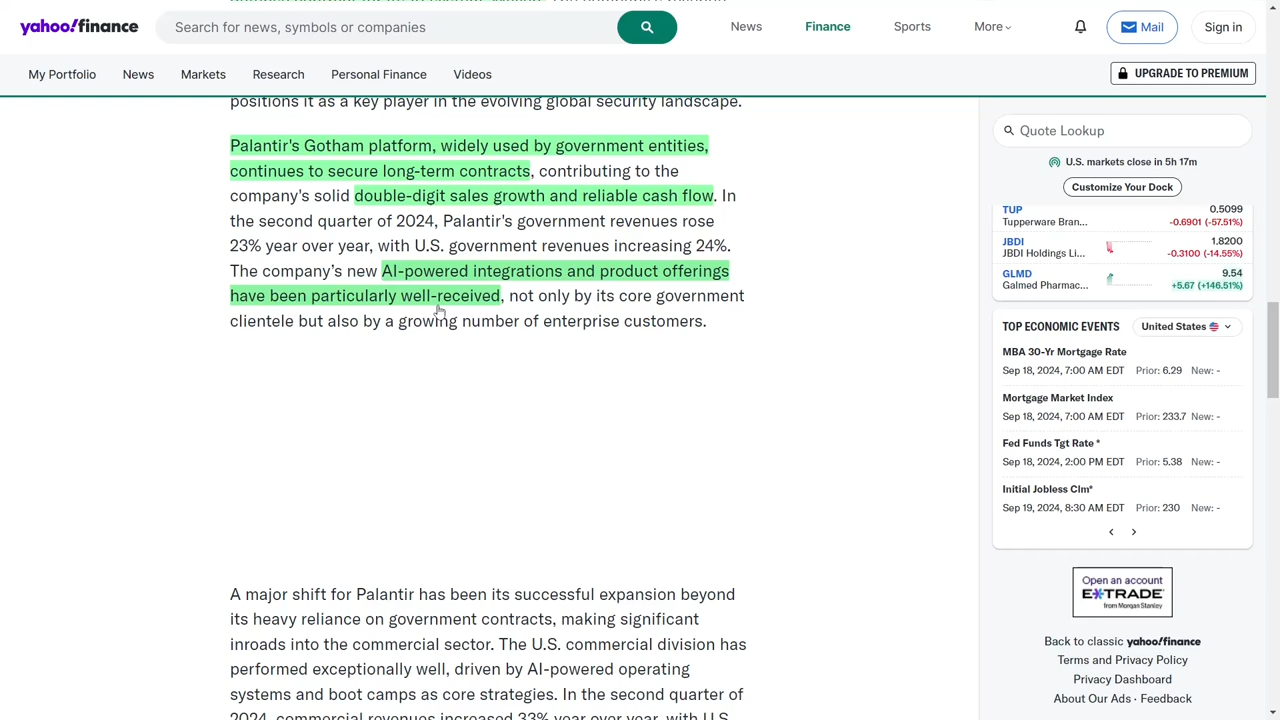 yahoo!finance
Search for news, symbols or companies
News
Finance
Sports
More
Mail
Sign in
My Portfolio
News
Markets
Research
Personal Finance
Videos
UPGRADE TO PREMIUM
positions it as a key player in the evolving global security landscape.
Palantir's Gotham platform, widely used by government entities,
continues to secure long-term contracts, contributing to the
company's solid double-digit sales growth and reliable cash flow. In
the second quarter of 2024, Palantir's government revenues rose
23% year over year, with U.S. government revenues increasing 24%.
The company's new AI-powered integrations and product offerings
have been particularly well-received, not only by its core government
clientele but also by a growing number of enterprise customers.
A major shift for Palantir has been its successful expansion beyond
its heavy reliance on government contracts, making significant
inroads into the commercial sector. The U.S. commercial division has
performed exceptionally well, driven by AI-powered operating
systems and boot camps as core strategies. In the second quarter of
2024, commercial revenues increased 33% year over year, with U.S.
Quote Lookup
U.S. markets close in 5h 17m
Customize Your Dock
TUP 0.5099
Tupperware Bran... -0.6901 (-57.51%)
JBDI 1.8200
JBDI Holdings Li... -0.3100 (-14.55%)
GLMD 9.54
Galmed Pharmac... +5.67 (+146.51%)
TOP ECONOMIC EVENTS United States
MBA 30-Yr Mortgage Rate
Sep 18, 2024, 7:00 AM EDT Prior: 6.29 New: -
Mortgage Market Index
Sep 18, 2024, 7:00 AM EDT Prior: 233.7 New: -
Fed Funds Tgt Rate *
Sep 18, 2024, 2:00 PM EDT Prior: 5.38 New: -
Initial Jobless Clm*
Sep 19, 2024, 8:30 AM EDT Prior: 230 New: -
Open an account
E*TRADE
from Morgan Stanley
Back to classic yahoo!finance
Terms and Privacy Policy
Privacy Dashboard
About Our Ads · Feedback